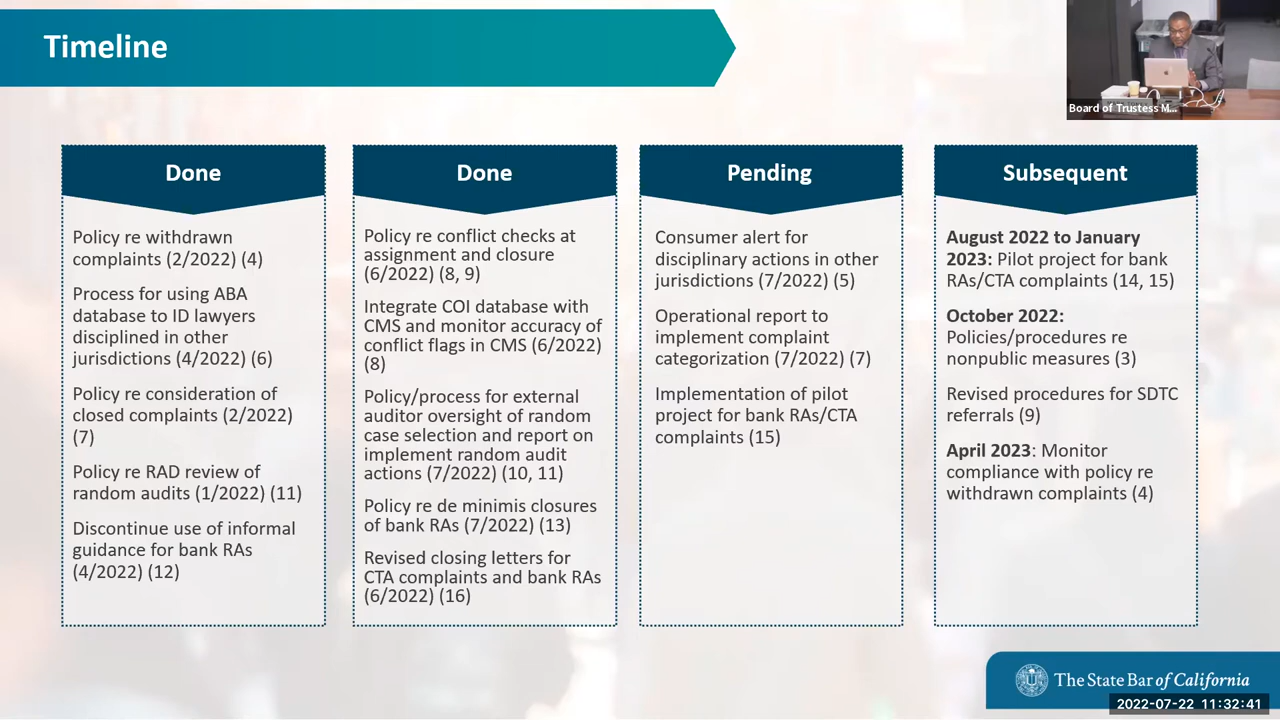 Timeline
Board of Trustess M...
Done
Policy re withdrawn
complaints (2/2022) (4)
Process for using ABA
database to ID lawyers
disciplined in other
jurisdictions (4/2022) (6)
Policy re consideration of
closed complaints (2/2022)
(7)
Policy re RAD review of
random audits (1/2022) (11)
Discontinue use of informal
guidance for bank RAs
(4/2022) (12)
Done
Policy re conflict checks at
assignment and closure
(6/2022) (8, 9)
Integrate COI database with
CMS and monitor accuracy of
conflict flags in CMS (6/2022)
(8)
Policy/process for external
auditor oversight of random
case selection and report on
implement random audit
actions (7/2022) (10, 11)
Policy re de minimis closures
of bank RAs (7/2022) (13)
Revised closing letters for
CTA complaints and bank RAs
(6/2022) (16)
Pending
Consumer alert for
disciplinary actions in other
jurisdictions (7/2022) (5)
Operational report to
implement complaint
categorization (7/2022) (7)
Implementation of pilot
project for bank RAs/CTA
complaints (15)
Subsequent
August 2022 to January
2023: Pilot project for bank
RAs/CTA complaints (14, 15)
October 2022:
Policies/procedures re
nonpublic measures (3)
Revised procedures for SDTC
referrals (9)
April 2023: Monitor
compliance with policy re
withdrawn complaints (4)
The State Bar of California
2022-07-22 11:32:41